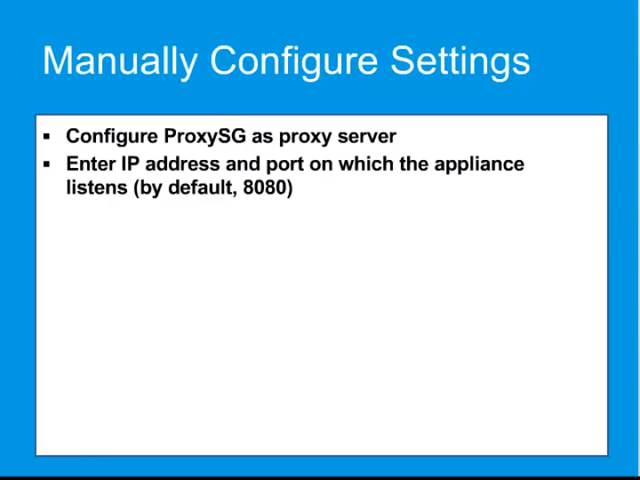 Manually Configure Settings
▪ Configure ProxySG as proxy server
▪ Enter IP address and port on which the appliance
listens (by default, 8080)